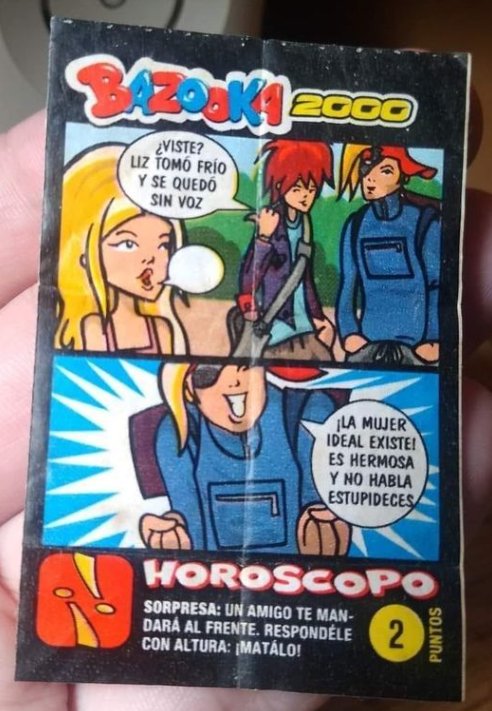 BAZOOKA 2000
¿VISTE?
LIZ TOMÓ FRÍO
Y SE QUEDÓ
SIN VOZ
¡LA MUJER
IDEAL EXISTE!
ES HERMOSA
Y NO HABLA
ESTUPIDECES
HOROSCOPO
SORPRESA: UN AMIGO TE MAN-
DARÁ AL FRENTE. RESPONDÉLE
CON ALTURA: ¡MATÁLO!
2
PUNTOS